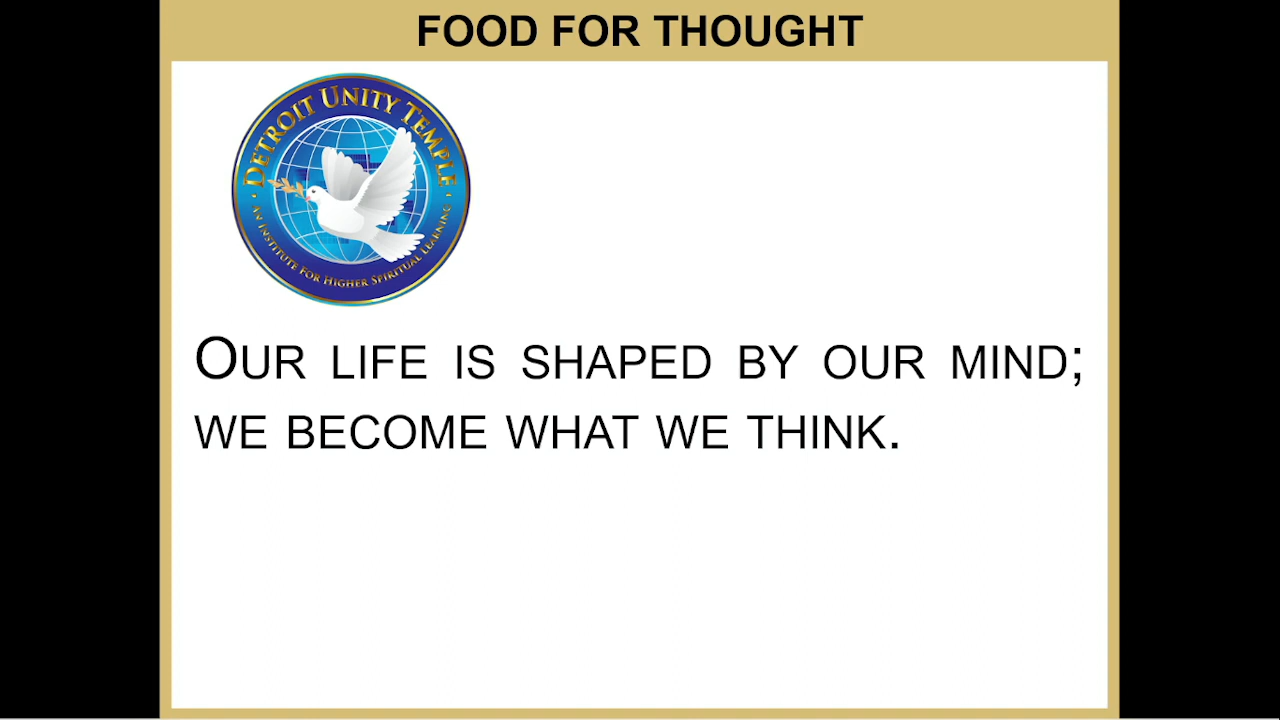 FOOD FOR THOUGHT
DETROIT UNITY TEMPLE
AN INSTITUTE FOR HIGHER SPIRITUAL LEARNING
OUR LIFE IS SHAPED BY OUR MIND;
WE BECOME WHAT WE THINK.